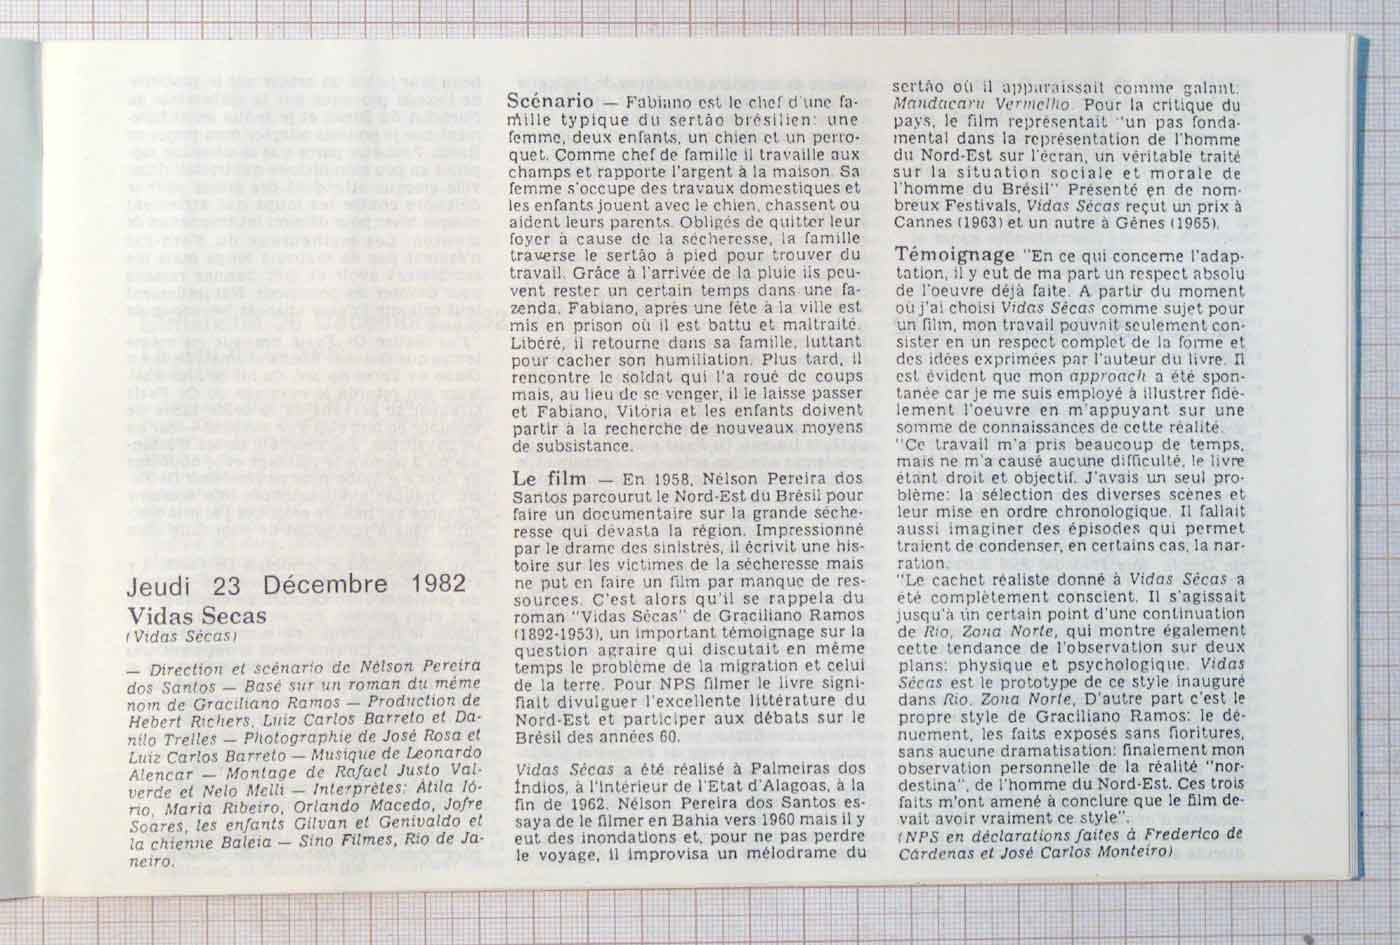 Jeudi 23 Décembre 1982
Vidas Secas
(Vidas Sècas)
— Direction et scénario de Nélson Pereira
dos Santos — Basé sur un roman du même
nom de Graciliano Ramos — Production de
Hebert Richers, Luiz Carlos Barreto et Da-
nilo Trelles — Photographie de José Rosa et
Luiz Carlos Barreto — Musique de Leonardo
Alencar — Montage de Rafael Justo Val-
verde et Nelo Melli — Interprètes: Átila Ió-
rio, Maria Ribeiro, Orlando Macedo, Jofre
Soares, les enfants Gilvan et Genivaldo et
la chienne Baleia — Sino Filmes, Rio de Ja-
neiro.
Scénario — Fabiano est le chef d'une fa-
mille typique du sertão brésilien: une
femme, deux enfants, un chien et un perro-
quet. Comme chef de famille il travaille aux
champs et rapporte l'argent à la maison. Sa
femme s'occupe des travaux domestiques et
les enfants jouent avec le chien, chassent ou
aident leurs parents. Obligés de quitter leur
foyer à cause de la sécheresse, la famille
traverse le sertão à pied pour trouver du
travail. Grâce à l'arrivée de la pluie ils peu-
vent rester un certain temps dans une fa-
zenda. Fabiano, après une fête à la ville est
mis en prison où il est battu et maltraité.
Libéré, il retourne dans sa famille, luttant
pour cacher son humiliation. Plus tard, il
rencontre le soldat qui l'a roué de coups
mais, au lieu de se venger, il le laisse passer
et Fabiano, Vitória et les enfants doivent
partir à la recherche de nouveaux moyens
de subsistance.
Le film — En 1958, Nélson Pereira dos
Santos parcourut le Nord-Est du Brésil pour
faire un documentaire sur la grande séche-
resse qui dévasta la région. Impressionné
par le drame des sinistrés, il écrivit une his-
toire sur les victimes de la sécheresse mais
ne put en faire un film par manque de res-
sources. C'est alors qu'il se rappela du
roman "Vidas Sècas" de Graciliano Ramos
(1892-1953), un important témoignage sur la
question agraire qui discutait en même
temps le problème de la migration et celui
de la terre. Pour NPS filmer le livre signi-
fiait divulguer l'excellente littérature du
Nord-Est et participer aux débats sur le
Brésil des années 60.
Vidas Sècas a été réalisé à Palmeiras dos
Índios, à l'intérieur de l'Etat d'Alagoas, à la
fin de 1962. Nélson Pereira dos Santos es-
saya de le filmer en Bahia vers 1960 mais il y
eut des inondations et, pour ne pas perdre
le voyage, il improvisa un mélodrame du
sertão où il apparaissait comme galant:
Mandacaru Vermelho. Pour la critique du
pays, le film représentait "un pas fonda-
mental dans la représentation de l'homme
du Nord-Est sur l'écran, un véritable traité
sur la situation sociale et morale de
l'homme du Brésil" Présenté en de nom-
breux Festivals, Vidas Sècas reçut un prix à
Cannes (1963) et un autre à Gênes (1965).
Témoignage "En ce qui concerne l'adap-
tation, il y eut de ma part un respect absolu
de l'oeuvre déjà faite. A partir du moment
où j'ai choisi Vidas Sècas comme sujet pour
un film, mon travail pouvait seulement con-
sister en un respect complet de la forme et
des idées exprimées par l'auteur du livre. Il
est évident que mon approach a été spon-
tanée car je me suis employé à illustrer fidè-
lement l'oeuvre en m'appuyant sur une
somme de connaissances de cette réalité.
"Ce travail m'a pris beaucoup de temps,
mais ne m'a causé aucune difficulté, le livre
étant droit et objectif. J'avais un seul pro-
blème: la sélection des diverses scènes et
leur mise en ordre chronologique. Il fallait
aussi imaginer des épisodes qui permet
traient de condenser, en certains cas, la nar-
ration.
"Le cachet réaliste donné à Vidas Sècas a
été complètement conscient. Il s'agissait
jusqu'à un certain point d'une continuation
de Rio, Zona Norte, qui montre également
cette tendance de l'observation sur deux
plans: physique et psychologique. Vidas
Sècas est le prototype de ce style inauguré
dans Rio, Zona Norte, D'autre part c'est le
propre style de Graciliano Ramos: le dé-
nuement, les faits exposés sans fioritures,
sans aucune dramatisation: finalement mon
observation personnelle de la réalité "nor-
destina", de l'homme du Nord-Est. Ces trois
faits m'ont amené à conclure que le film de-
vait avoir vraiment ce style".
(NPS en déclarations faites à Frederico de
Cárdenas et José Carlos Monteiro)